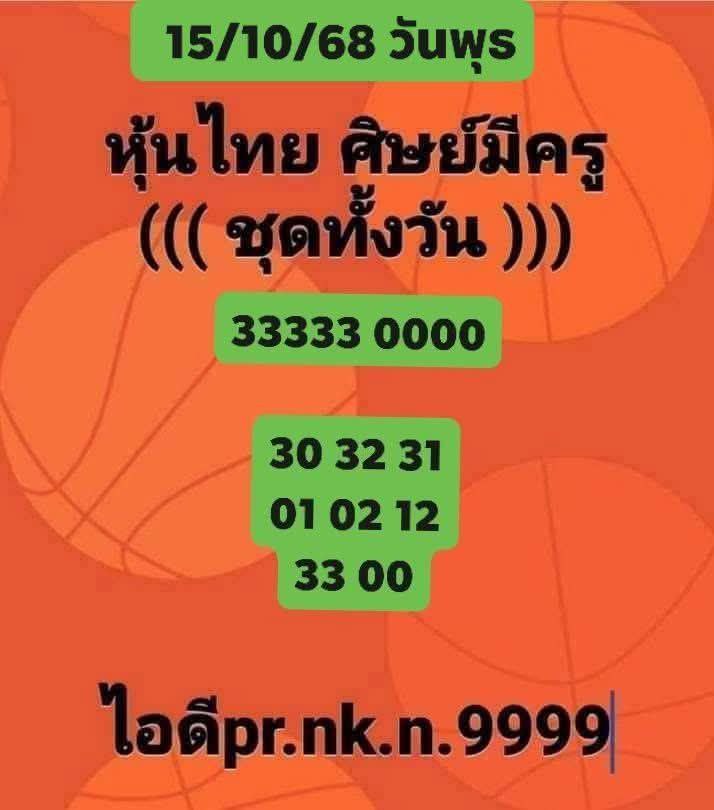 15/10/68 วันพุธ
หุ้นไทย ศิษย์มีครู
((( ชุดทั้งวัน )))
33333 0000
30 32 31
01 02 12
33 00
ไอดีpr.nk.n.9999